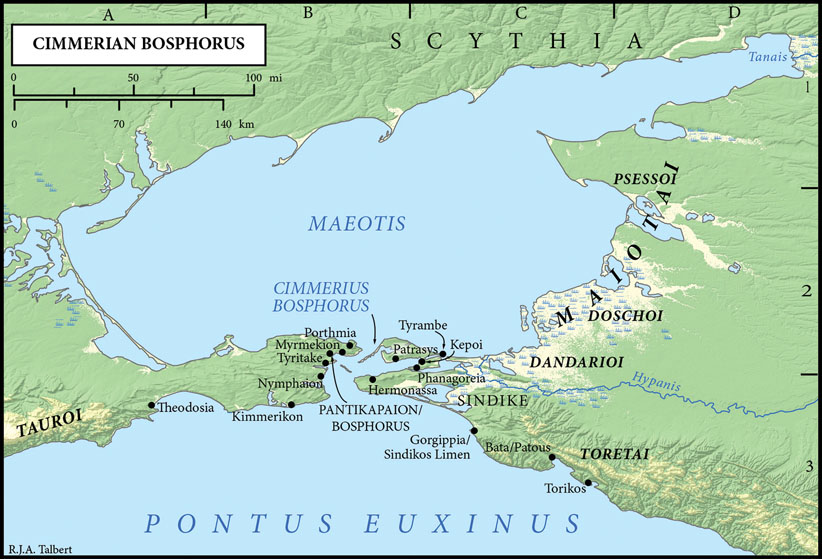 A B C D
CIMMERIAN BOSPHORUS
SCYTHIA
Tanais
0 50 100 mi
0 70 140 km
1
PSESSOI
MAIOTAI
MAEOTIS
2
CIMMERIUS
BOSPHORUS
DOSCHOI
Porthmia
Tyrambe
Myrmekion
Patrasys
Kepoi
Tyritake
DANDARIOI
Nymphaion
Phanagoreia
Hypanis
Hermonassa
SINDIKE
Theodosia
Kimmerikon
PANTIKAPAION/
BOSPHORUS
TAUROI
Gorgippia/
Sindikos Limen
Bata/Patous
TORETAI
3
Torikos
PONTUS EUXINUS
R.J.A. Talbert